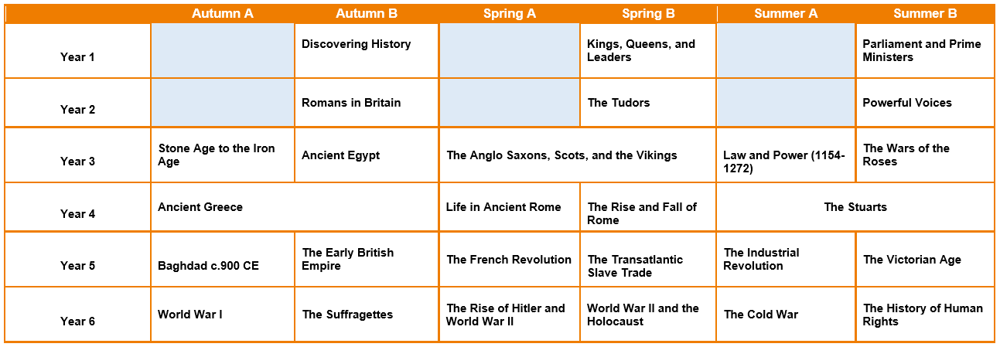 Autumn A Autumn B Spring A Spring B Summer A Summer B
Year 1
Discovering History
Kings, Queens, and
Leaders
Parliament and Prime
Ministers
Year 2
Romans in Britain
The Tudors
Powerful Voices
Year 3
Stone Age to the Iron
Age
Ancient Egypt
The Anglo Saxons, Scots, and the Vikings
Law and Power (1154-
1272)
The Wars of the
Roses
Year 4
Ancient Greece
Life in Ancient Rome
The Rise and Fall of
Rome
The Stuarts
Year 5
Baghdad c.900 CE
The Early British
Empire
The French Revolution
The Transatlantic
Slave Trade
The Industrial
Revolution
The Victorian Age
Year 6
World War I
The Suffragettes
The Rise of Hitler and
World War II
World War II and the
Holocaust
The Cold War
The History of Human
Rights